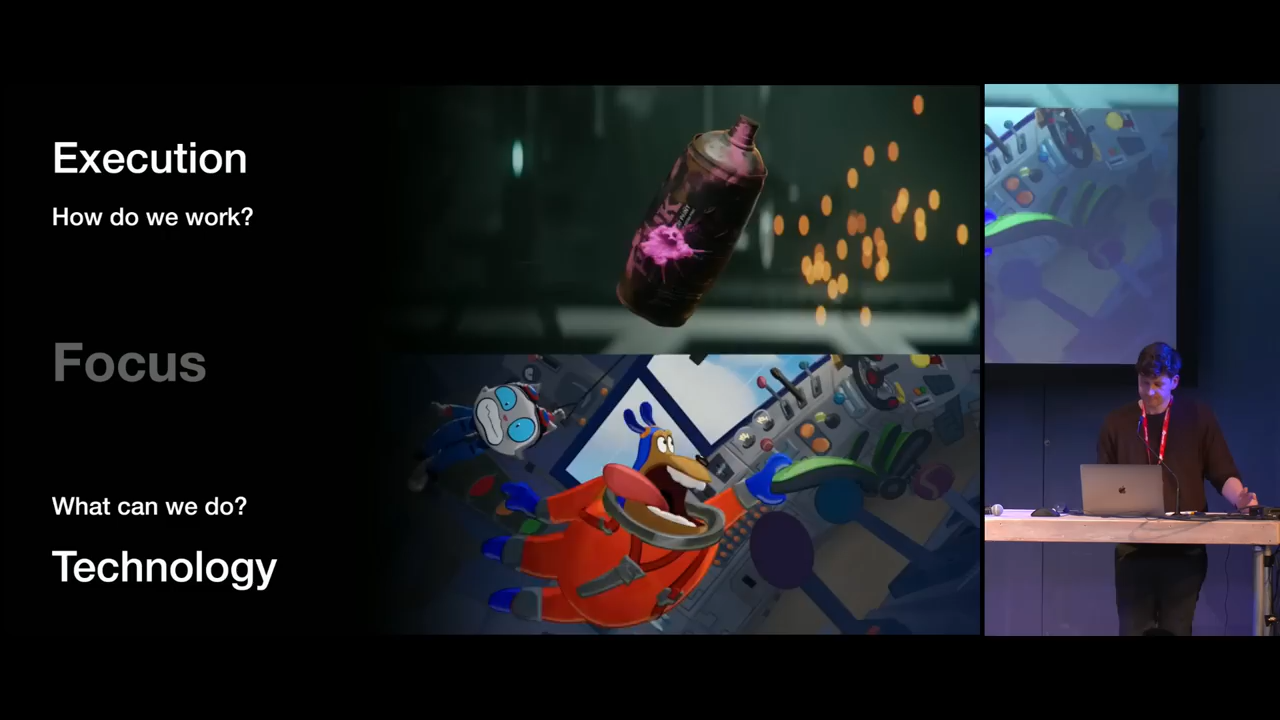 Execution
How do we work?
Focus
What can we do?
Technology